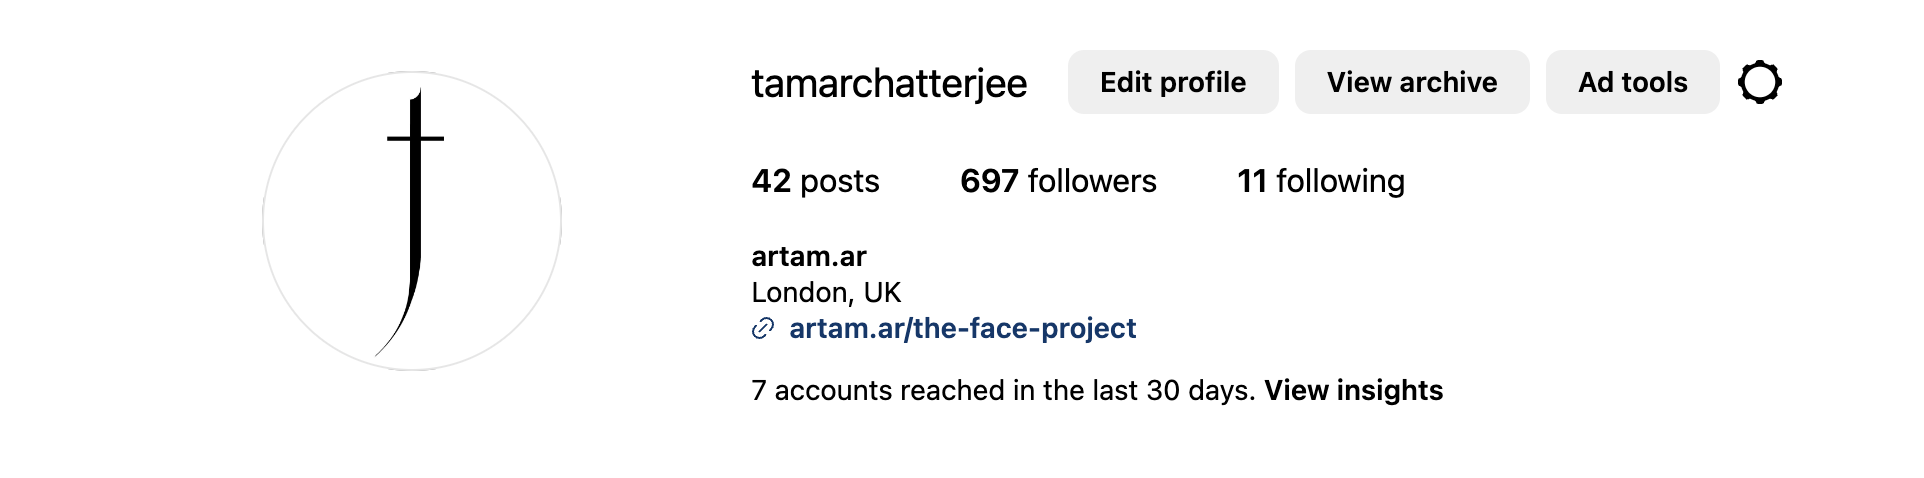 tamarchatterjee Edit profile View archive Ad tools
42 posts 697 followers 11 following
artam.ar
London, UK
artam.ar/the-face-project
7 accounts reached in the last 30 days. View insights